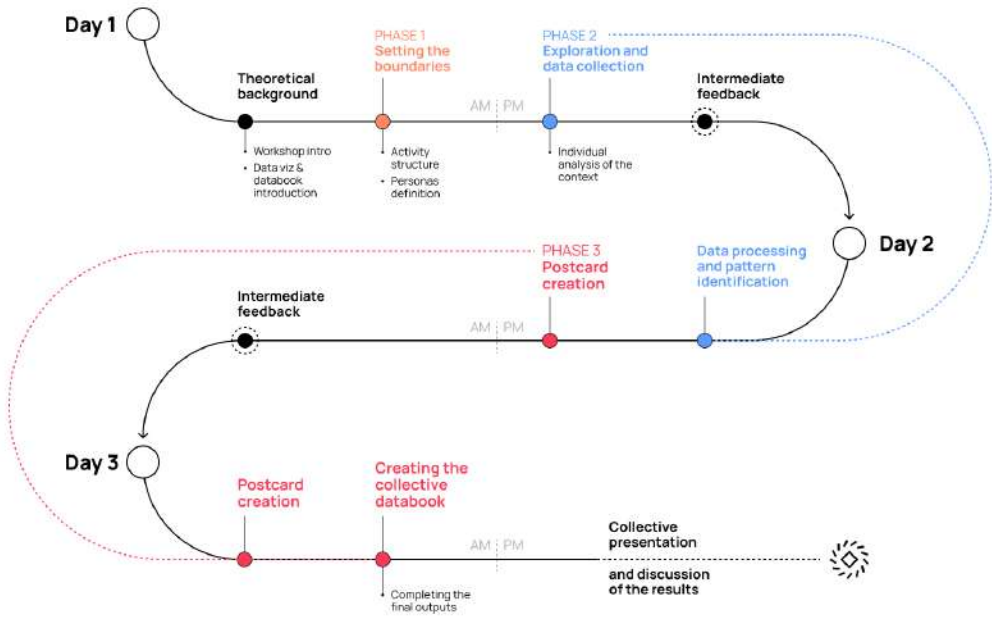 Day 1
PHASE 1
Setting the
boundaries
PHASE 2
Exploration and
data collection
Theoretical
background
Intermediate
feedback
AM PM
• Workshop intro
• Data viz &
databook
introduction
• Activity
structure
• Personas
definition
• Individual
analysis of the
context
Day 2
PHASE 3
Postcard
creation
Data processing
and pattern
identification
Intermediate
feedback
AM PM
Day 3
Postcard
creation
Creating the
collective
databook
AM PM
Collective
presentation
and discussion
of the results
• Completing the
final outputs